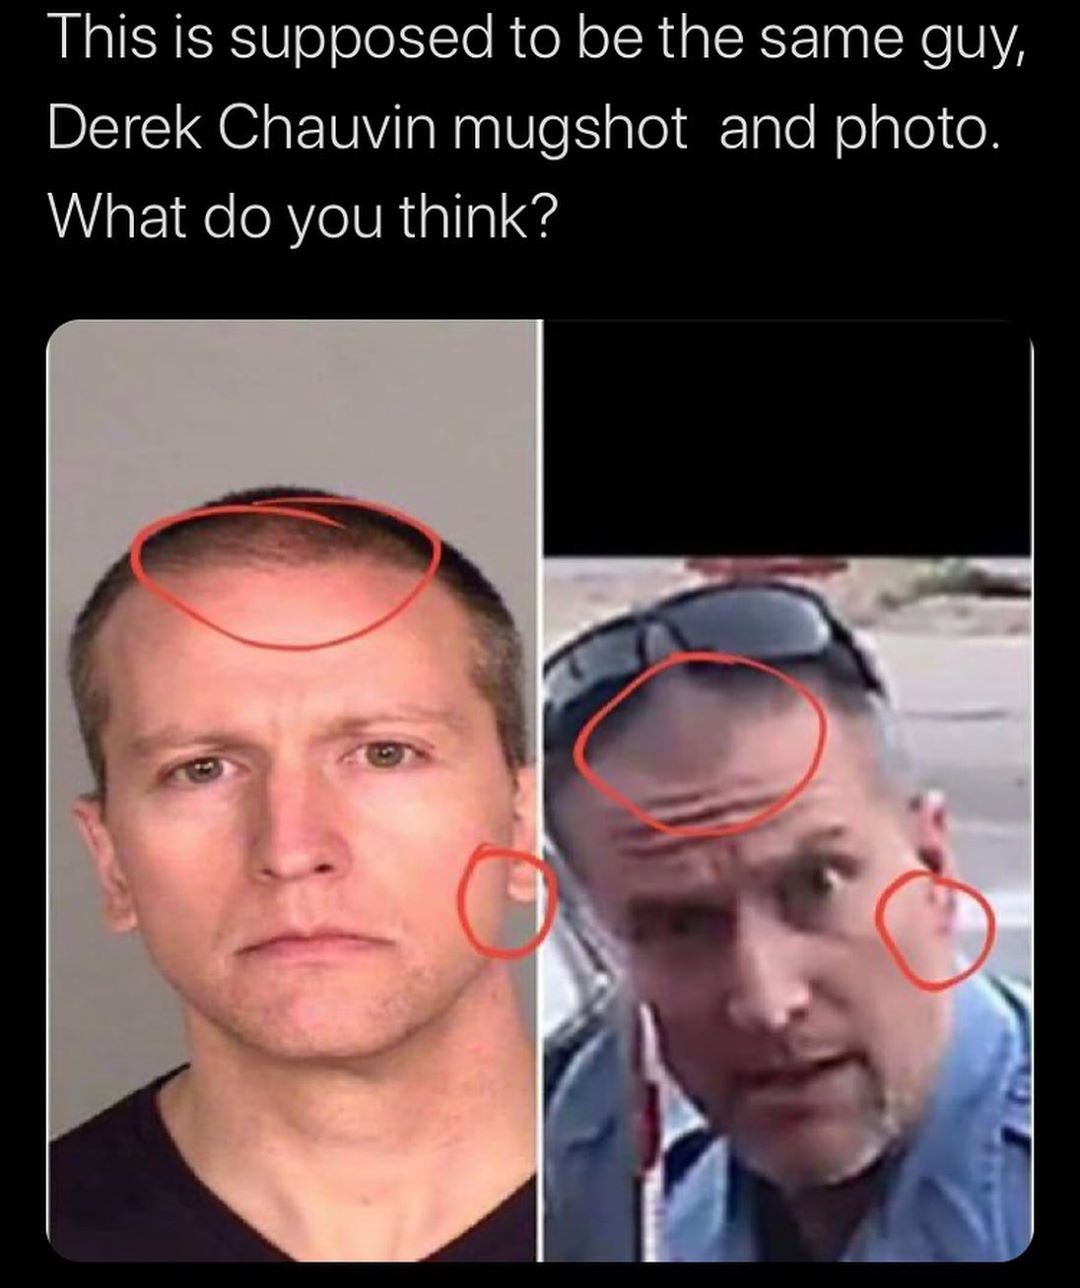 This is supposed to be the same guy,
Derek Chauvin mugshot and photo.
What do you think?